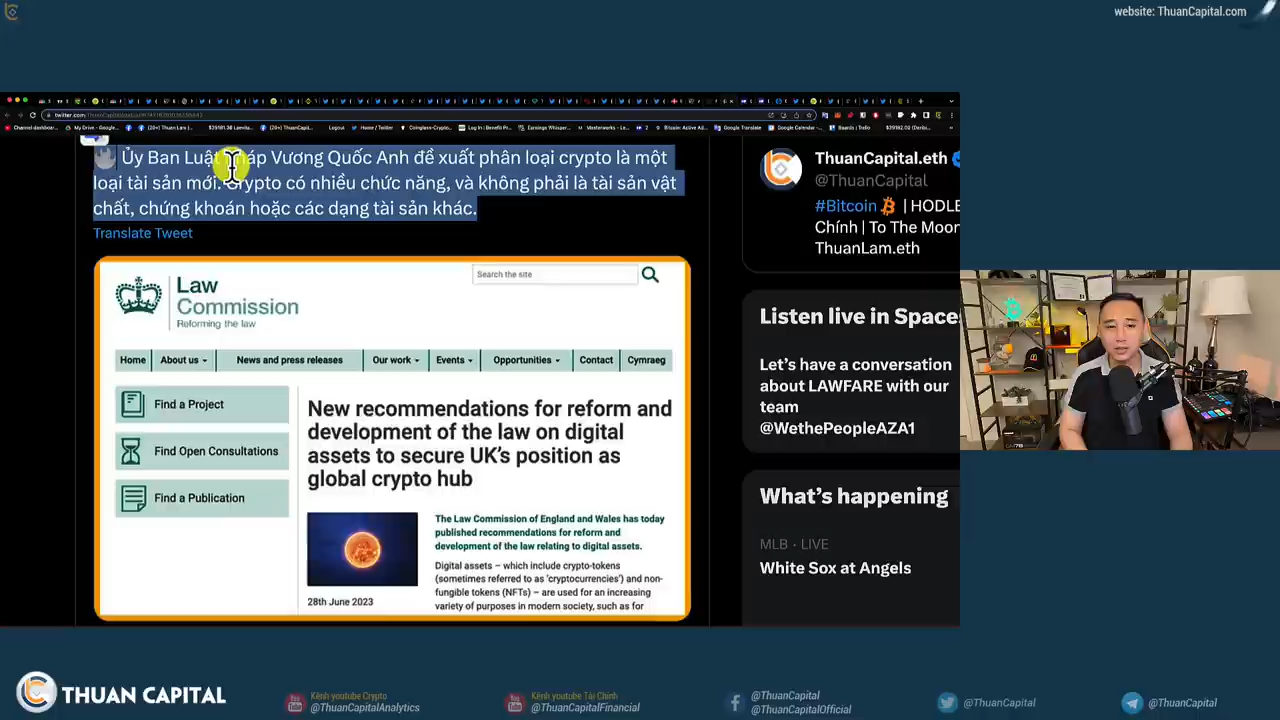 website: ThuanCapital.com
Ủy Ban Luật Pháp Vương Quốc Anh đề xuất phân loại crypto là một
loại tài sản mới. Crypto có nhiều chức năng, và không phải là tài sản vật
chất, chứng khoán hoặc các dạng tài sản khác.
Translate Tweet
Law
Commission
Reforming the law
Search the site
Home
About us
News and press releases
Our work
Events
Opportunities
Contact
Cymraeg
Find a Project
Find Open Consultations
Find a Publication
New recommendations for reform and
development of the law on digital
assets to secure UK's position as
global crypto hub
28th June 2023
The Law Commission of England and Wales has today
published recommendations for reform and
development of the law relating to digital assets.
Digital assets – which include crypto-tokens
(sometimes referred to as 'cryptocurrencies') and non-
fungible tokens (NFTs) – are used for an increasing
variety of purposes in modern society, such as for
ThuanCapital.eth
@ThuanCapital
#Bitcoin | HODLE
Chính | To The Moon
ThuanLam.eth
Listen live in Spaces
Let's have a conversation
about LAWFARE with our
team
@WethePeopleAZA1
What's happening
MLB · LIVE
White Sox at Angels
THUAN CAPITAL
Kênh youtube Crypto
@ThuanCapitalAnalytics
Kênh youtube Tài Chính
@ThuanCapitalFinancial
@ThuanCapital
@ThuanCapitalOfficial
@ThuanCapital
@ThuanCapital